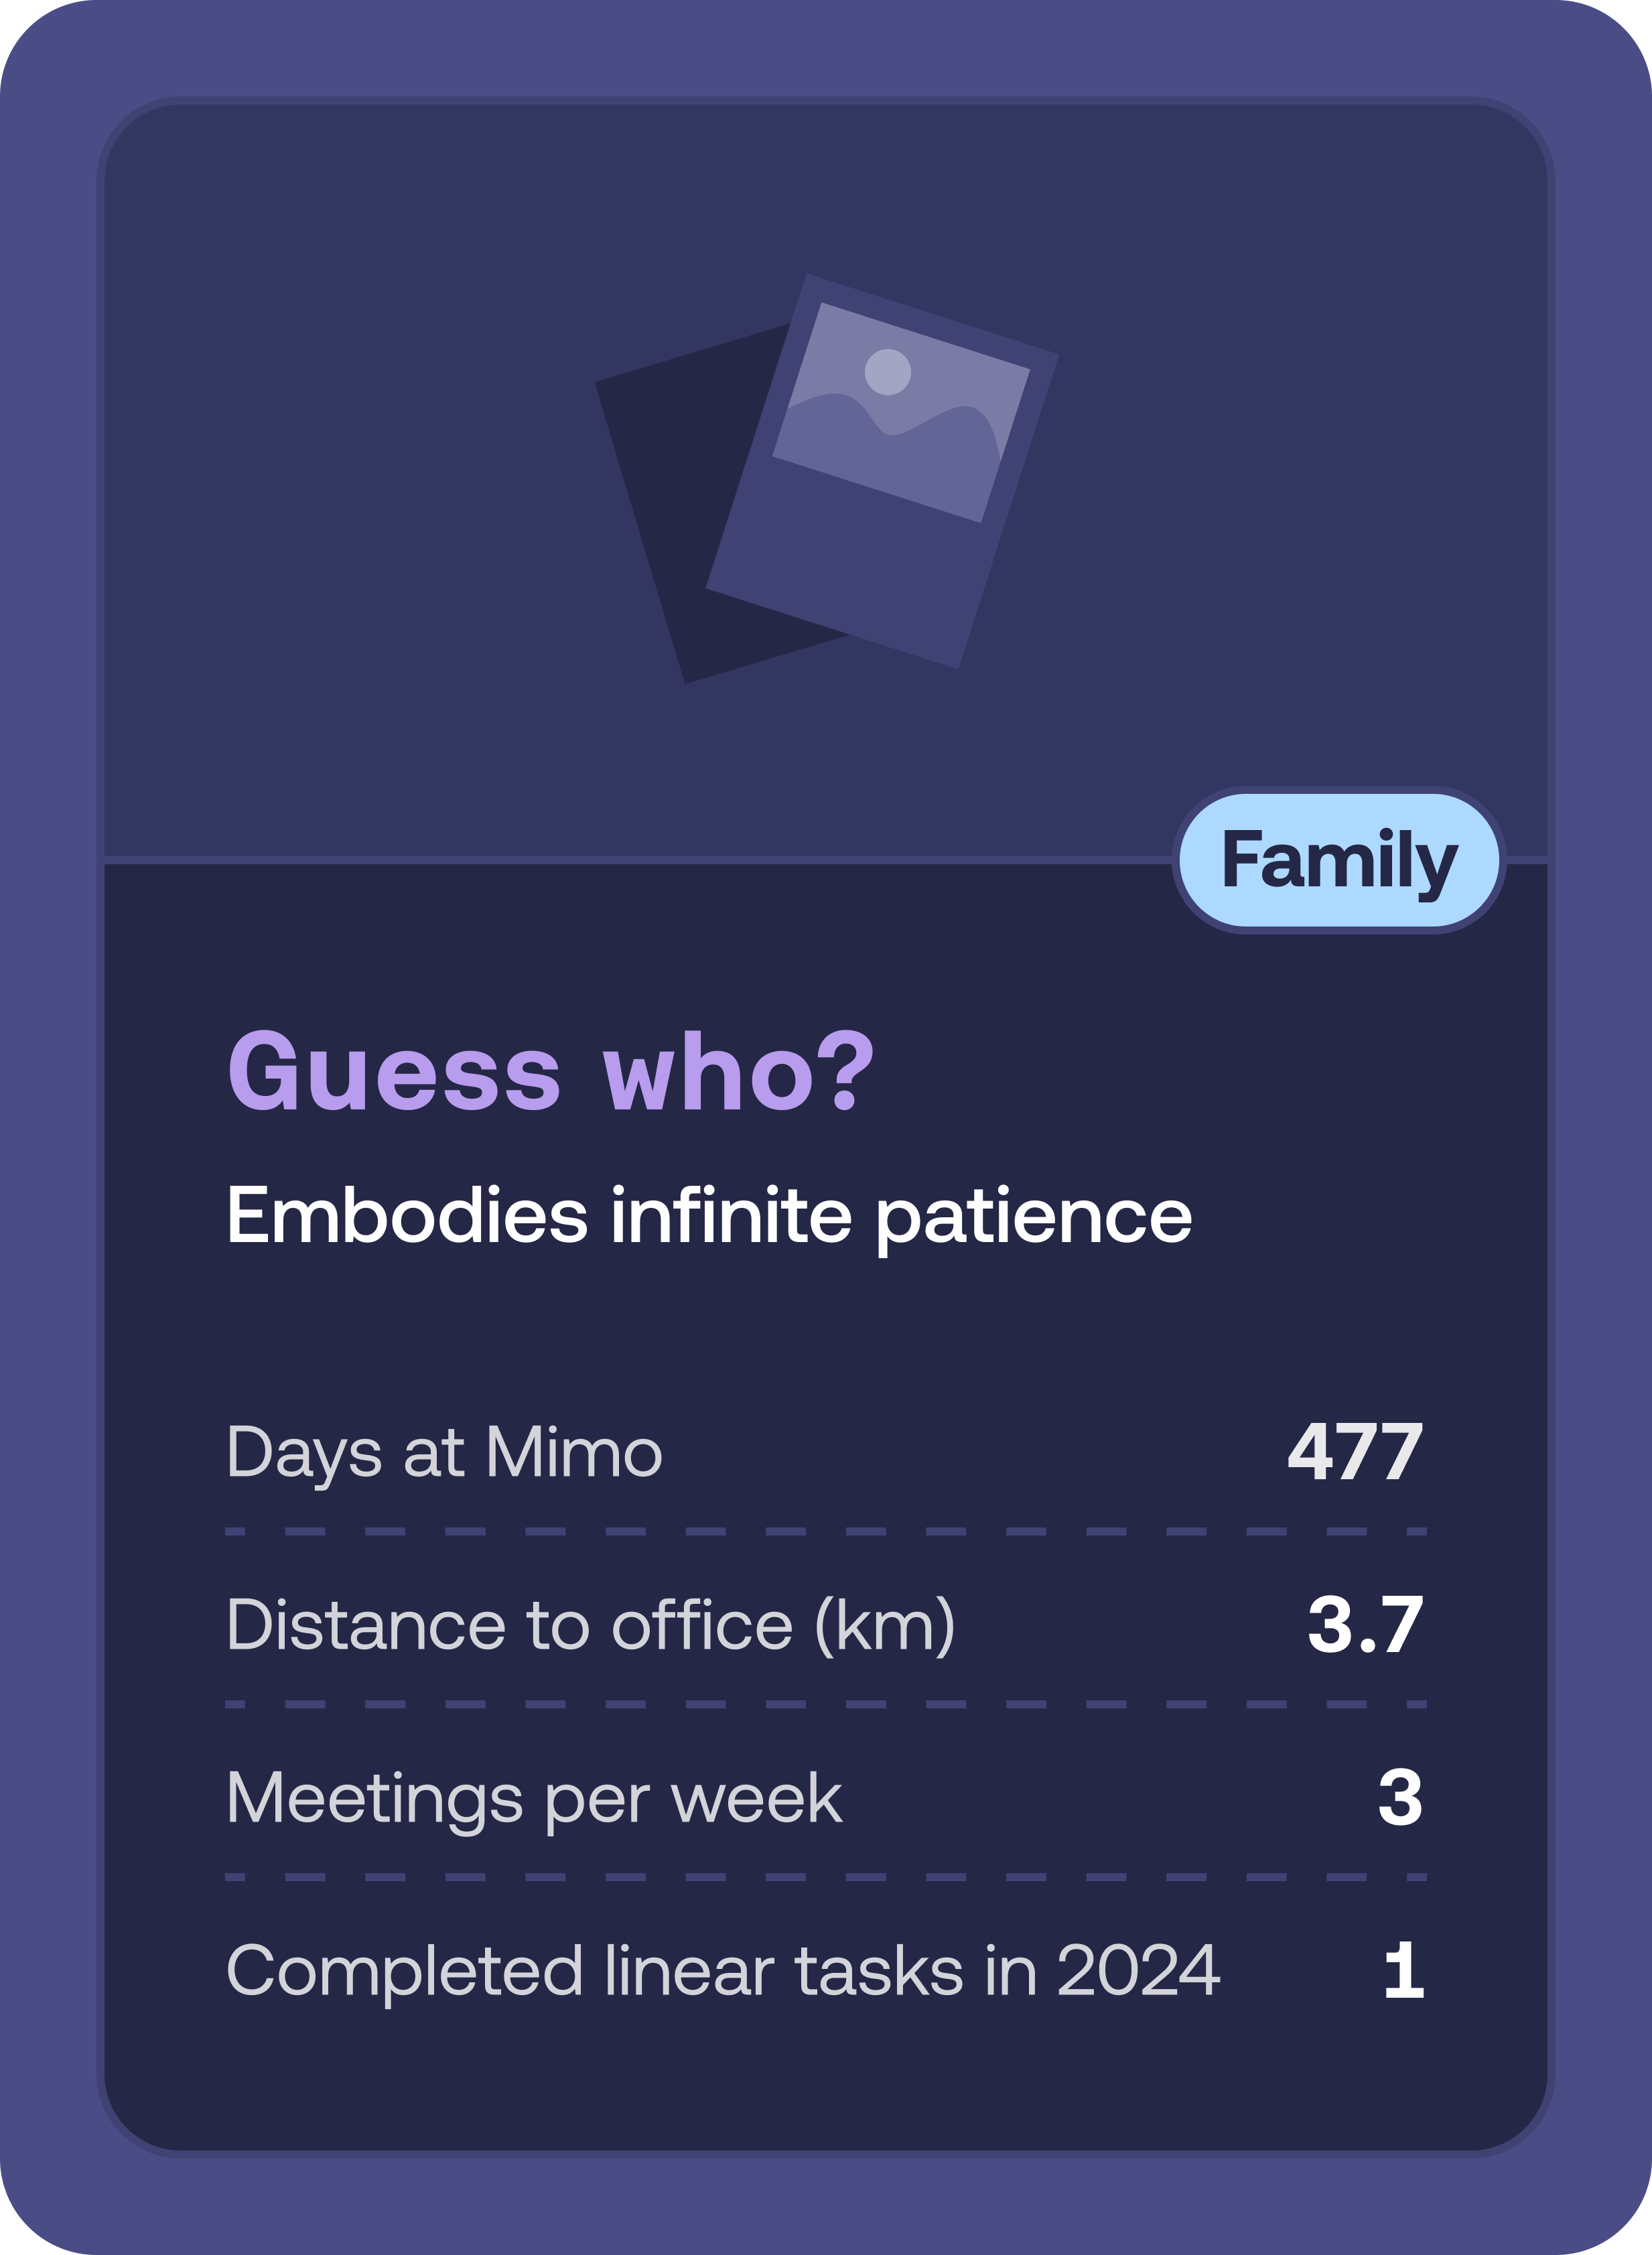 Family
Guess who?
Embodies infinite patience
Days at Mimo 477
Distance to office (km) 3.7
Meetings per week 3
Completed linear tasks in 2024 1